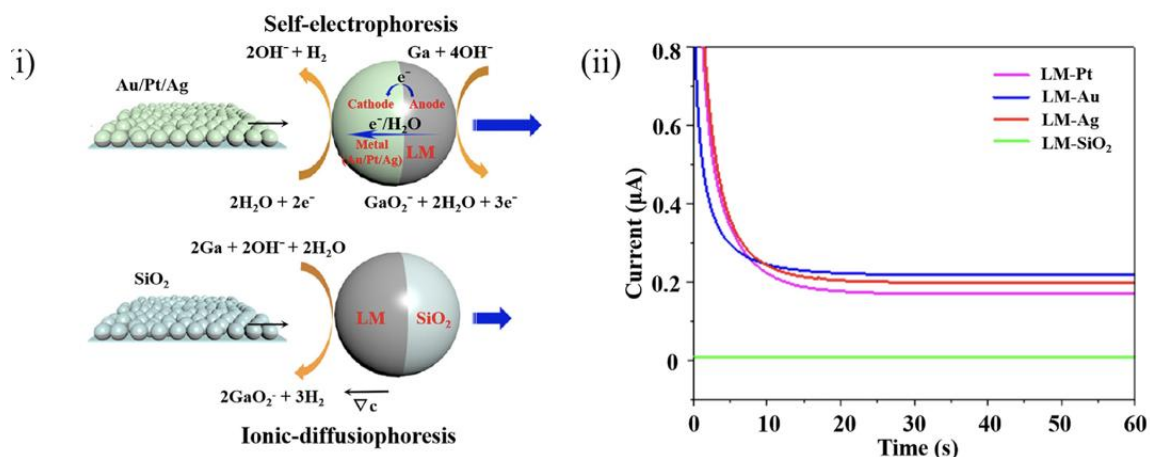 i)
Self-electrophoresis
2OH⁻ + H₂
Ga + 4OH⁻
Au/Pt/Ag
e⁻
Cathode
Anode
e⁻/H₂O
Metal
(Au/Pt/Ag)
LM
2H₂O + 2e⁻
GaO₂⁻ + 2H₂O + 3e⁻
2Ga + 2OH⁻ + 2H₂O
SiO₂
LM
SiO₂
2GaO₂⁻ + 3H₂
▽c
Ionic-diffusiophoresis
(ii)
0.8
0.6
0.4
0.2
0
Current (μA)
LM-Pt
LM-Au
LM-Ag
LM-SiO₂
0
10
20
30
40
50
60
Time (s)